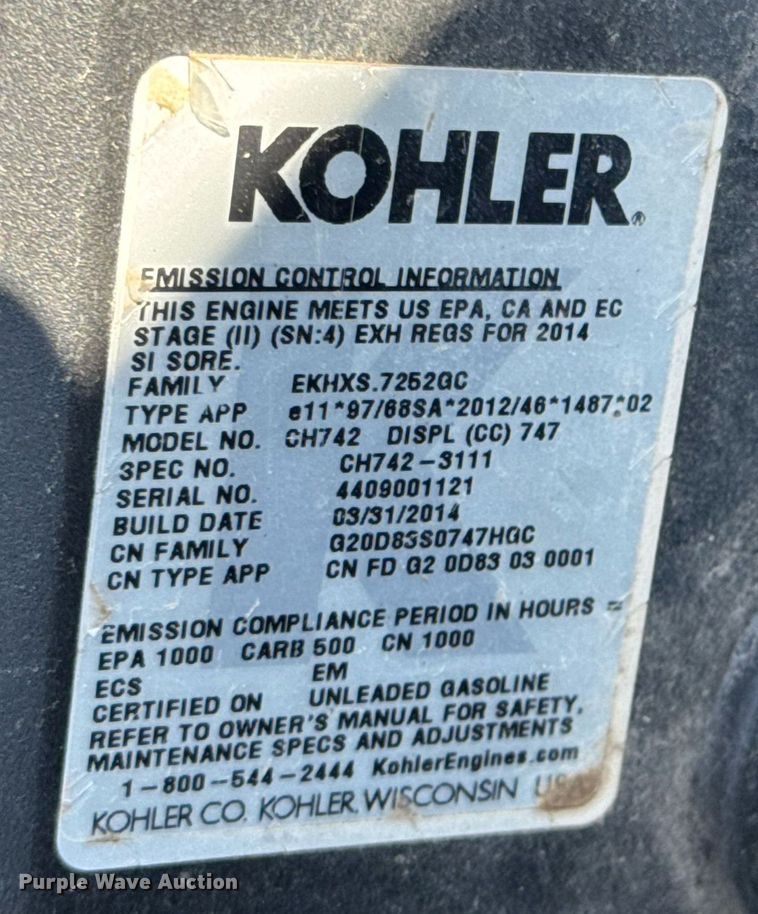 KOHLER®
EMISSION CONTROL INFORMATION
THIS ENGINE MEETS US EPA, CA AND EC
STAGE (II) (SN:4) EXH REGS FOR 2014
SI SORE.
FAMILY EKHXS.7252GC
TYPE APP e11*97/68SA*2012/46*1487*02
MODEL NO. CH742 DISPL (CC) 747
SPEC NO. CH742-3111
SERIAL NO. 4409001121
BUILD DATE 03/31/2014
CN FAMILY G20D83S0747HGC
CN TYPE APP CN FD G2 0D83 03 0001
EMISSION COMPLIANCE PERIOD IN HOURS =
EPA 1000 CARB 500 CN 1000
ECS EM
CERTIFIED ON UNLEADED GASOLINE
REFER TO OWNER'S MANUAL FOR SAFETY,
MAINTENANCE SPECS AND ADJUSTMENTS
1-800-544-2444 KohlerEngines.com
KOHLER CO. KOHLER, WISCONSIN USA
Purple Wave Auction